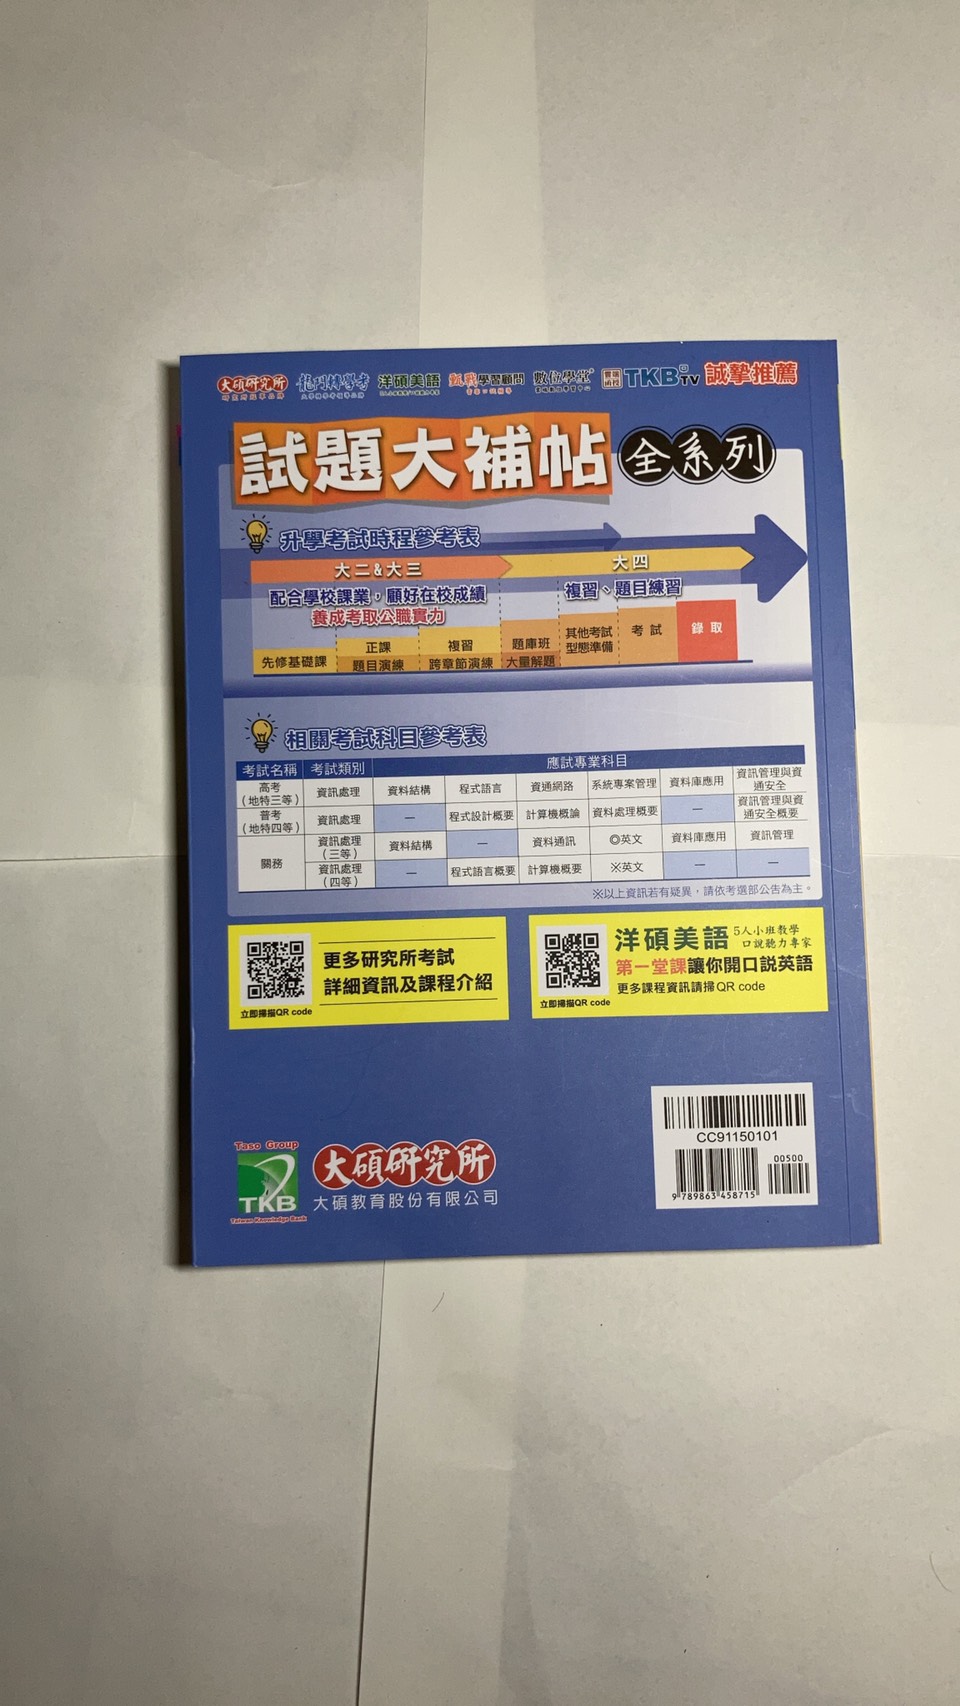 大碩研究所 龍門轉學考 洋碩美語 甄戰學習顧問 數位學堂 TKB TV 誠摯推薦
試題大補帖 全系列
升學考試時程參考表
大二&大三 大四
配合學校課業，顧好在校成績 複習、題目練習
養成考取公職實力
先修基礎課 正課 複習 題庫班 其他考試 考試 錄取
題目演練 跨章節演練 大量解題 型態準備
相關考試科目參考表
考試名稱 考試類別 應試專業科目
高考（地特三等） 資訊處理 資料結構 程式語言 資通網路 系統專案管理 資料庫應用 資訊管理與資通安全
普考（地特四等） 資訊處理 — 程式設計概要 計算機概論 資料處理概要 — 資訊管理與資通安全概要
關務 資訊處理（三等） 資料結構 — 資料通訊 ◎英文 資料庫應用 資訊管理
資訊處理（四等） — 程式語言概要 計算機概要 ※英文 — —
※以上資訊若有疑異，請依考選部公告為主。
更多研究所考試
詳細資訊及課程介紹
立即掃描QR code
洋碩美語 5人小班教學
口說聽力專家
第一堂課讓你開口說英語
更多課程資訊請掃QR code
立即掃描QR code
CC91150101
00500
9 789863 458715
Taso Group
TKB
Taiwan Knowledge Bank
大碩研究所
大碩教育股份有限公司